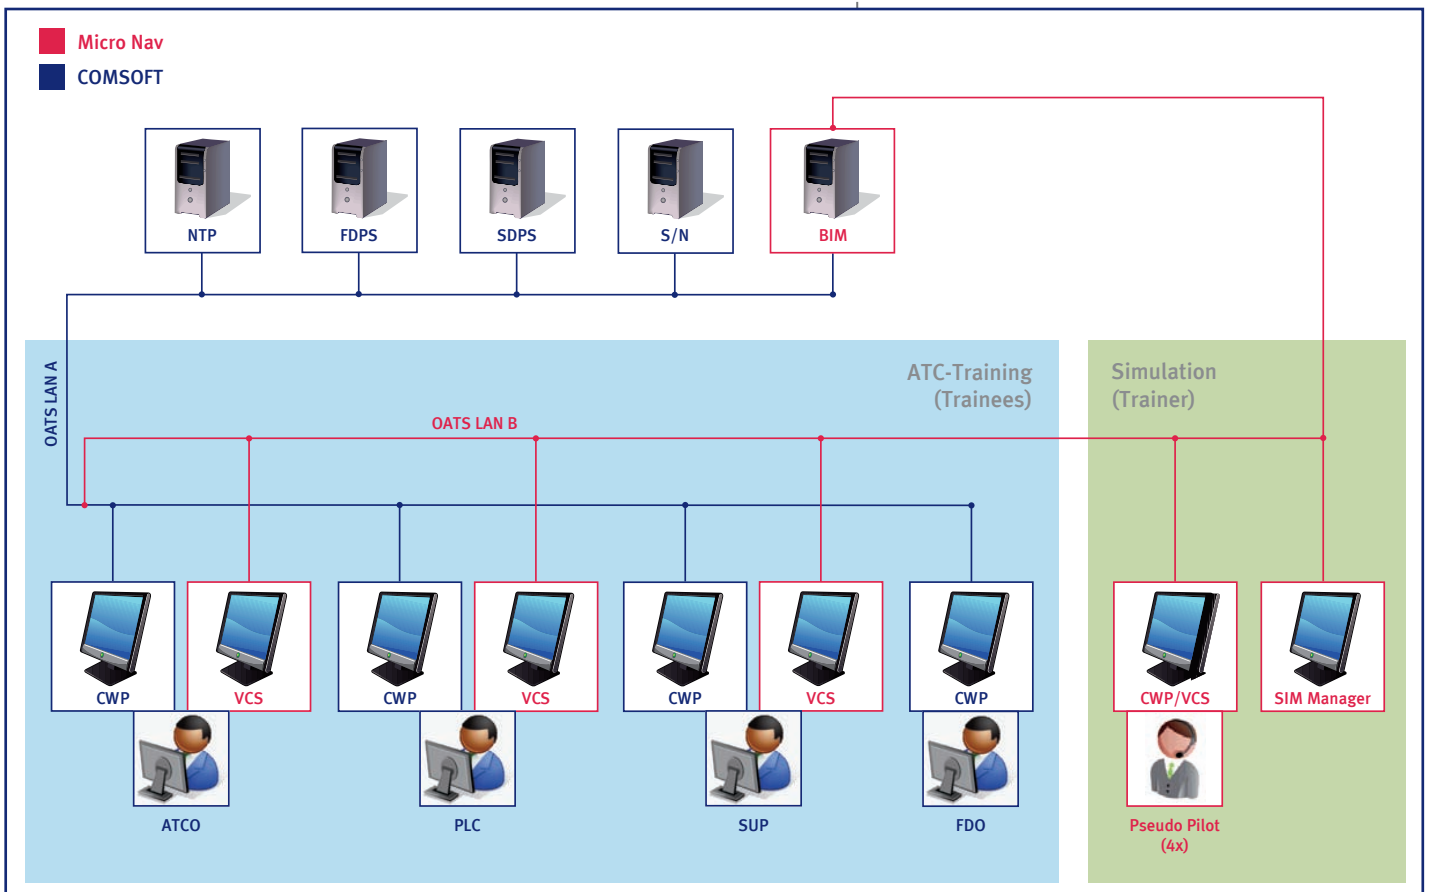 Micro Nav
COMSOFT
NTP
FDPS
SDPS
S/N
BIM
OATS LAN A
ATC-Training
(Trainees)
Simulation
(Trainer)
OATS LAN B
CWP
VCS
CWP
VCS
CWP
VCS
CWP
CWP/VCS
SIM Manager
ATCO
PLC
SUP
FDO
Pseudo Pilot
(4x)